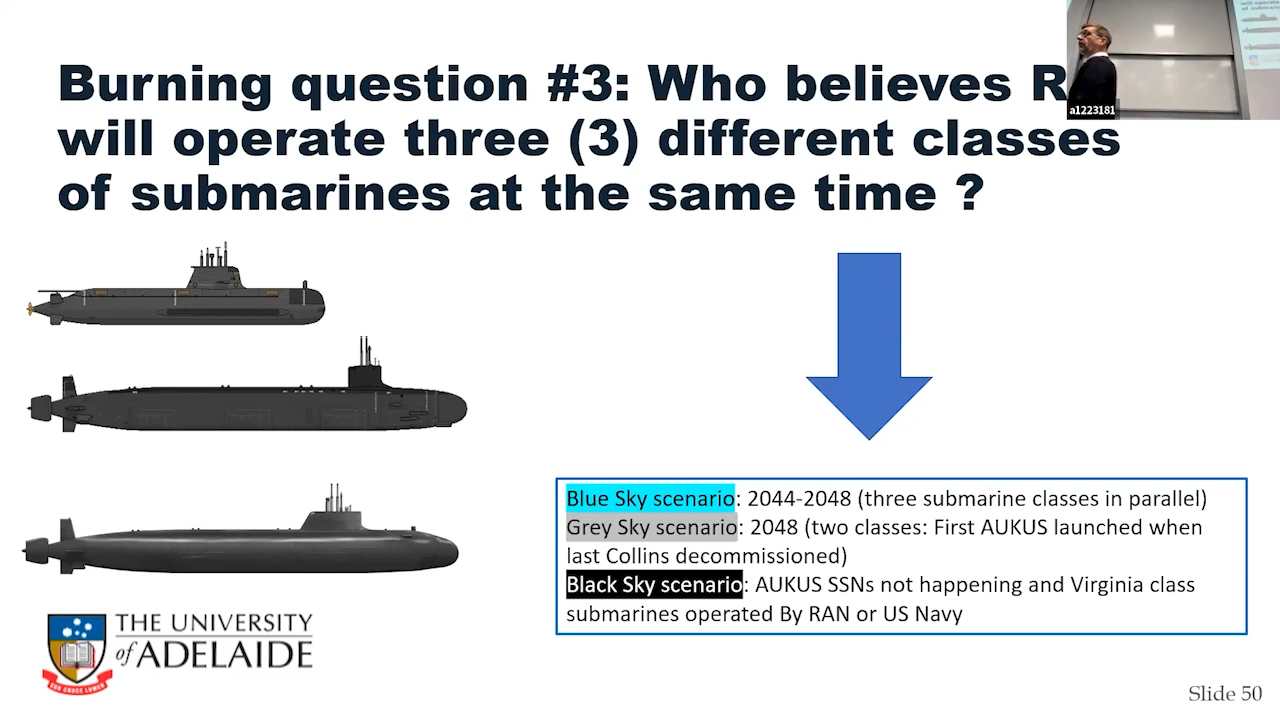 Burning question #3: Who believes R
will operate three (3) different classes
of submarines at the same time ?
a1223181
Blue Sky scenario: 2044-2048 (three submarine classes in parallel)
Grey Sky scenario: 2048 (two classes: First AUKUS launched when
last Collins decommissioned)
Black Sky scenario: AUKUS SSNs not happening and Virginia class
submarines operated By RAN or US Navy
THE UNIVERSITY
of ADELAIDE
SUB CRUCE LUMEN
Slide 50